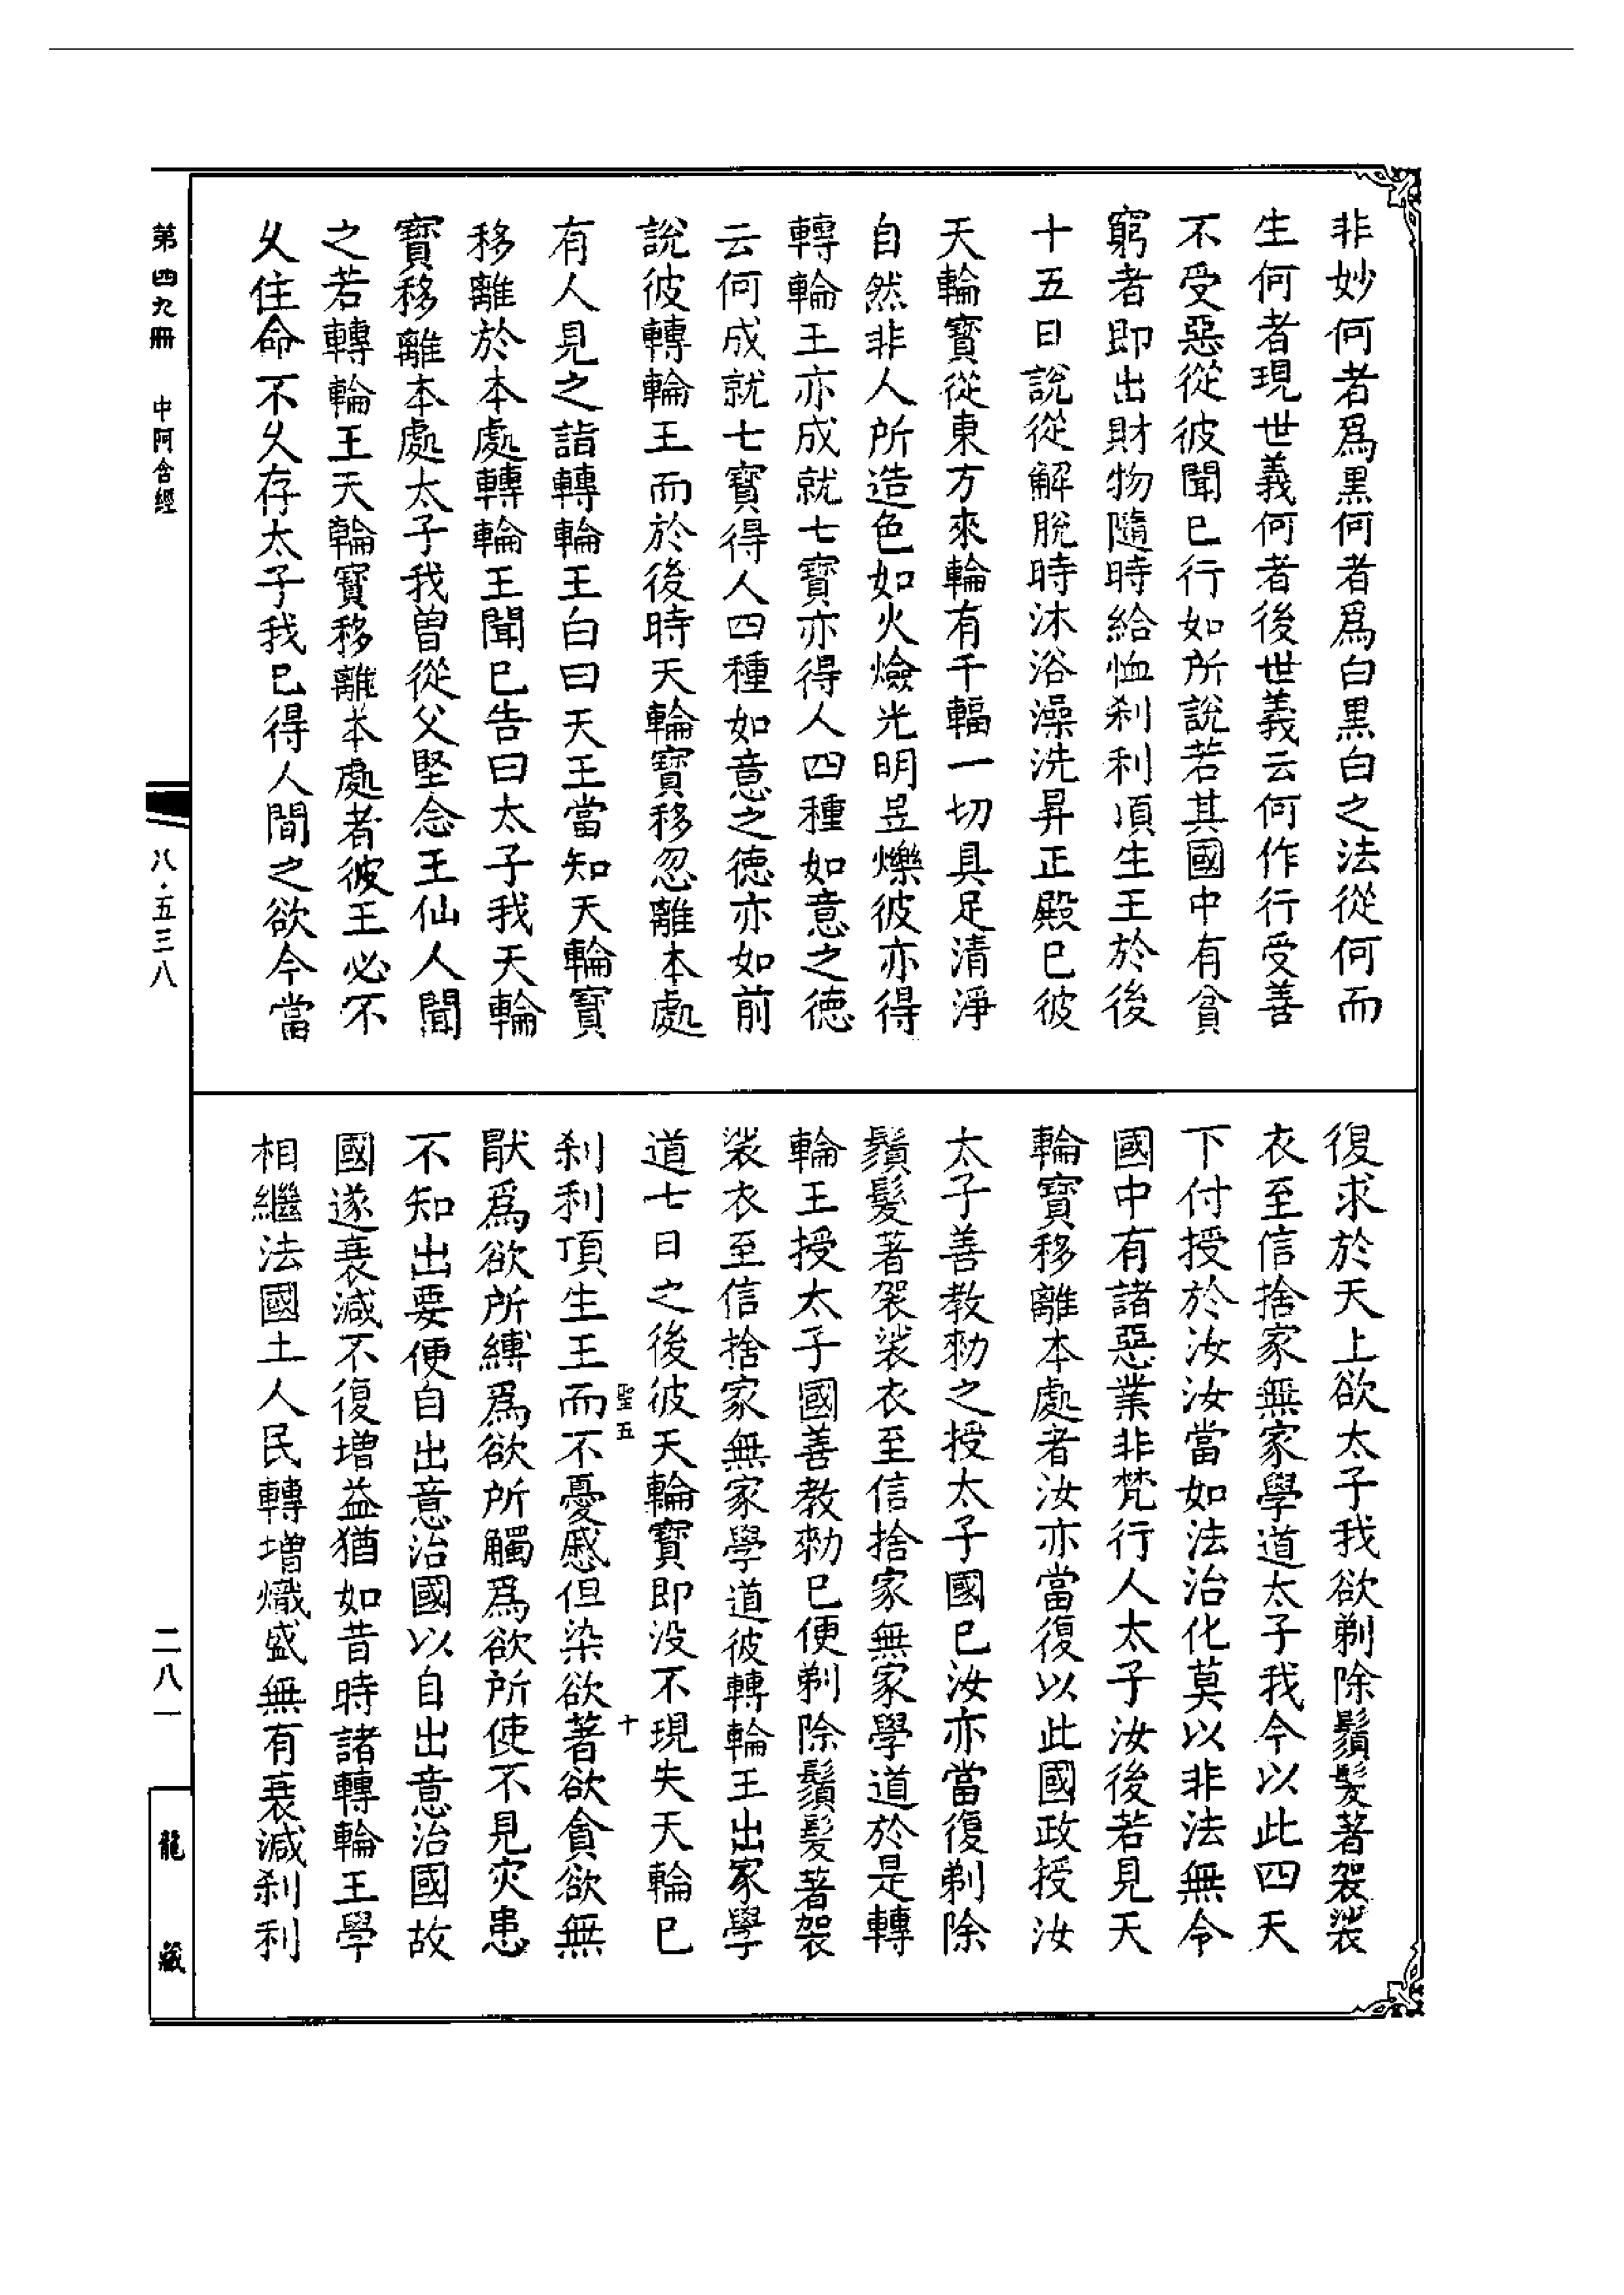 非妙何者爲黒何者爲白黒白之法從何而
生何者現世義何者後世義云何作行受善
不受惡從彼聞已行如所說若其國中有貧
窮者即出財物隨時給恤刹利頂生王於後
十五日說從解脫時沐浴澡洗昇正殿已彼
天輪寶從東方來輪有千輻一切具足清淨
自然非人所造色如火燄光明昱爍彼亦得
轉輪王亦成就七寶亦得人四種如意之德
云何成就七寶得人四種如意之德亦如前
說彼轉輪王而於後時天輪寶移忽離本處
有人見之詣轉輪王白曰天王當知天輪寶
移離於本處轉輪王聞已告曰太子我天輪
寶移離本處太子我曽從父堅念王仙人聞
之若轉輪王天輪寶移離本處者彼王必不
乆住命不乆存太子我已得人間之欲今當
復求於天上欲太子我欲剃除鬚髮著袈裟
衣至信捨家無家學道太子我今以此四天
下付授於汝汝當如法治化莫以非法無令
國中有諸惡業非梵行人太子汝後若見天
輪寶移離本處者汝亦當復以此國政授汝
太子善教勑之授太子國已汝亦當復剃除
鬚髮著袈裟衣至信捨家無家學道於是轉
輪王授太子國善教勑已便剃除鬚髮著袈
裟衣至信捨家無家學道彼轉輪王出家學
道七日之後彼天輪寶即没不現失天輪已
聖五 十
刹利頂生王而不憂慼但染欲著欲貪欲無
厭爲欲所縛爲欲所觸爲欲所使不見灾患
不知出要便自出意治國以自出意治國故
國遂衰減不復增益猶如昔時諸轉輪王學
相繼法國土人民轉增熾盛無有衰減刹利
第四九冊 中阿含經 八·五三八 二八一 龍藏